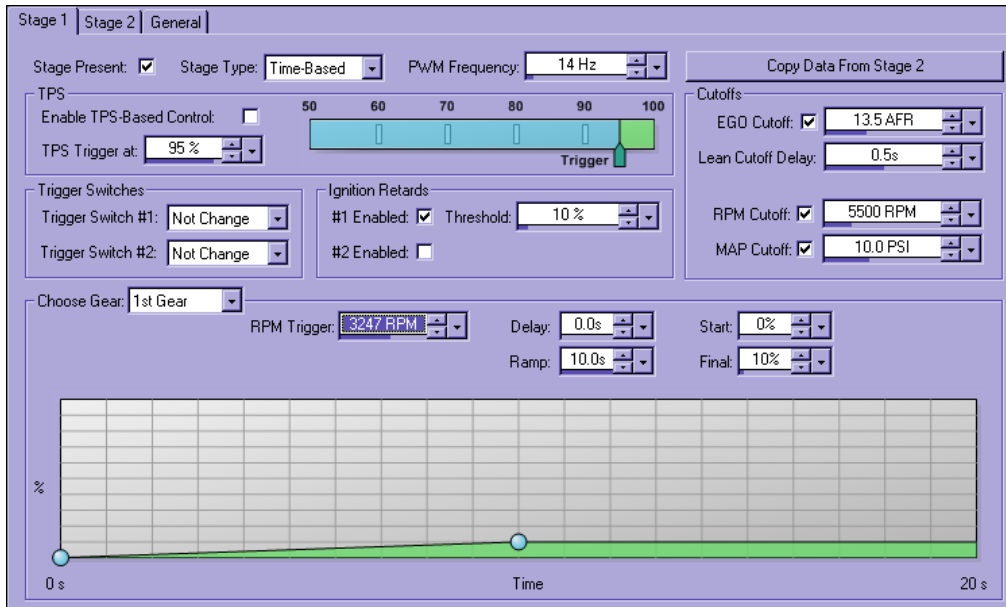 Stage 1 Stage 2 General
Stage Present: Stage Type: Time-Based PWM Frequency: 14 Hz Copy Data From Stage 2
TPS
Enable TPS-Based Control:
TPS Trigger at: 95 %
50 60 70 80 90 100
Trigger
Cutoffs
EGO Cutoff: 13.5 AFR
Lean Cutoff Delay: 0.5s
RPM Cutoff: 5500 RPM
MAP Cutoff: 10.0 PSI
Trigger Switches
Trigger Switch #1: Not Change
Trigger Switch #2: Not Change
Ignition Retards
#1 Enabled: Threshold: 10 %
#2 Enabled:
Choose Gear: 1st Gear
RPM Trigger: 3247 RPM Delay: 0.0s Start: 0%
Ramp: 10.0s Final: 10%
%
0 s Time 20 s